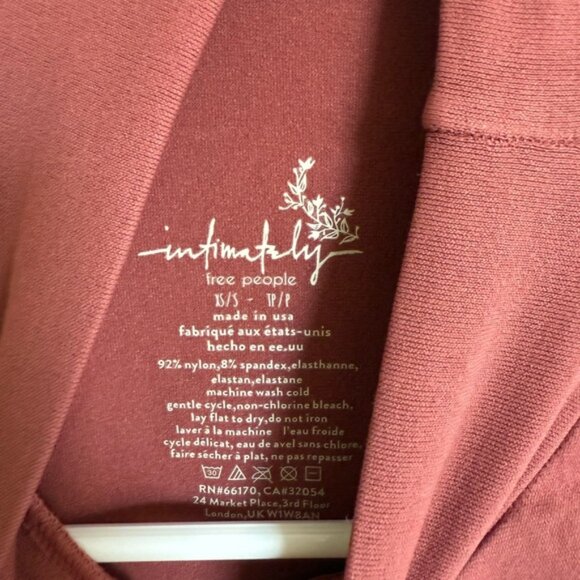 intimately
free people
XS/S - TP/P
made in usa
fabriqué aux états-unis
hecho en ee.uu
92% nylon,8% spandex,elasthanne,
elastan,elastane
machine wash cold
gentle cycle,non-chlorine bleach,
lay flat to dry,do not iron
laver à la machine l'eau froide
cycle délicat, eau de avel sans chlore,
faire sécher à plat, ne pas repasser
30
RN#66170, CA#32054
24 Market Place,3rd Floor
London,UK W1W8AN